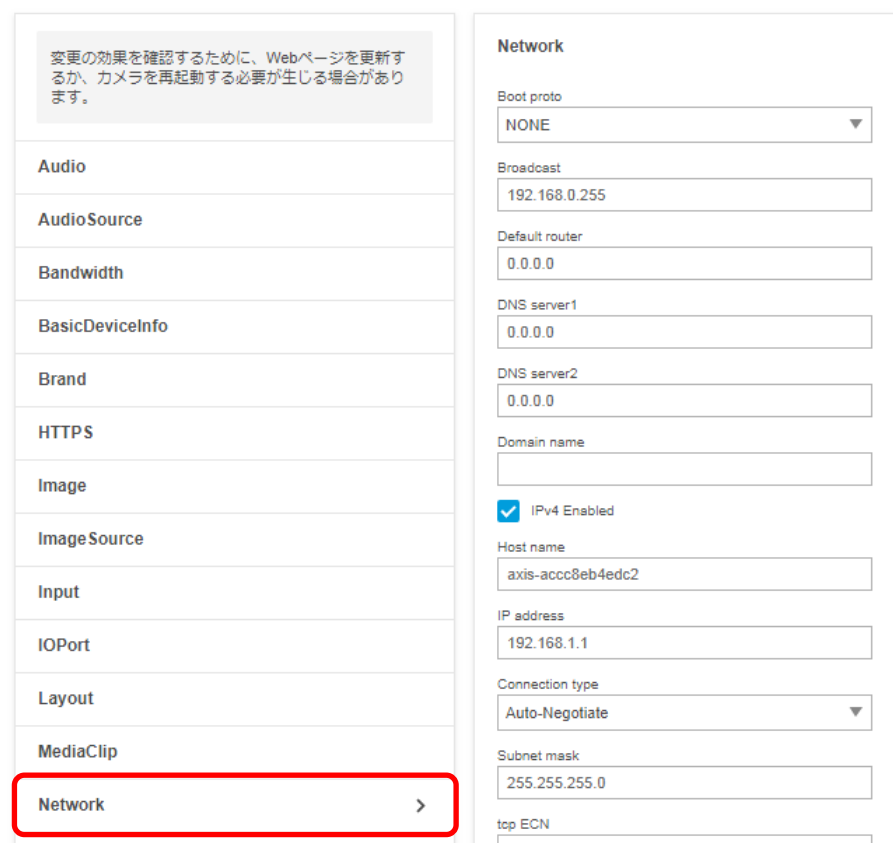 変更の効果を確認するために、Webページを更新す
るか、カメラを再起動する必要が生じる場合があり
ます。
Audio
AudioSource
Bandwidth
BasicDeviceInfo
Brand
HTTPS
Image
ImageSource
Input
IOPort
Layout
MediaClip
Network
Network
Boot proto
NONE
Broadcast
192.168.0.255
Default router
0.0.0.0
DNS server1
0.0.0.0
DNS server2
0.0.0.0
Domain name
IPv4 Enabled
Host name
axis-accc8eb4edc2
IP address
192.168.1.1
Connection type
Auto-Negotiate
Subnet mask
255.255.255.0
tcp ECN